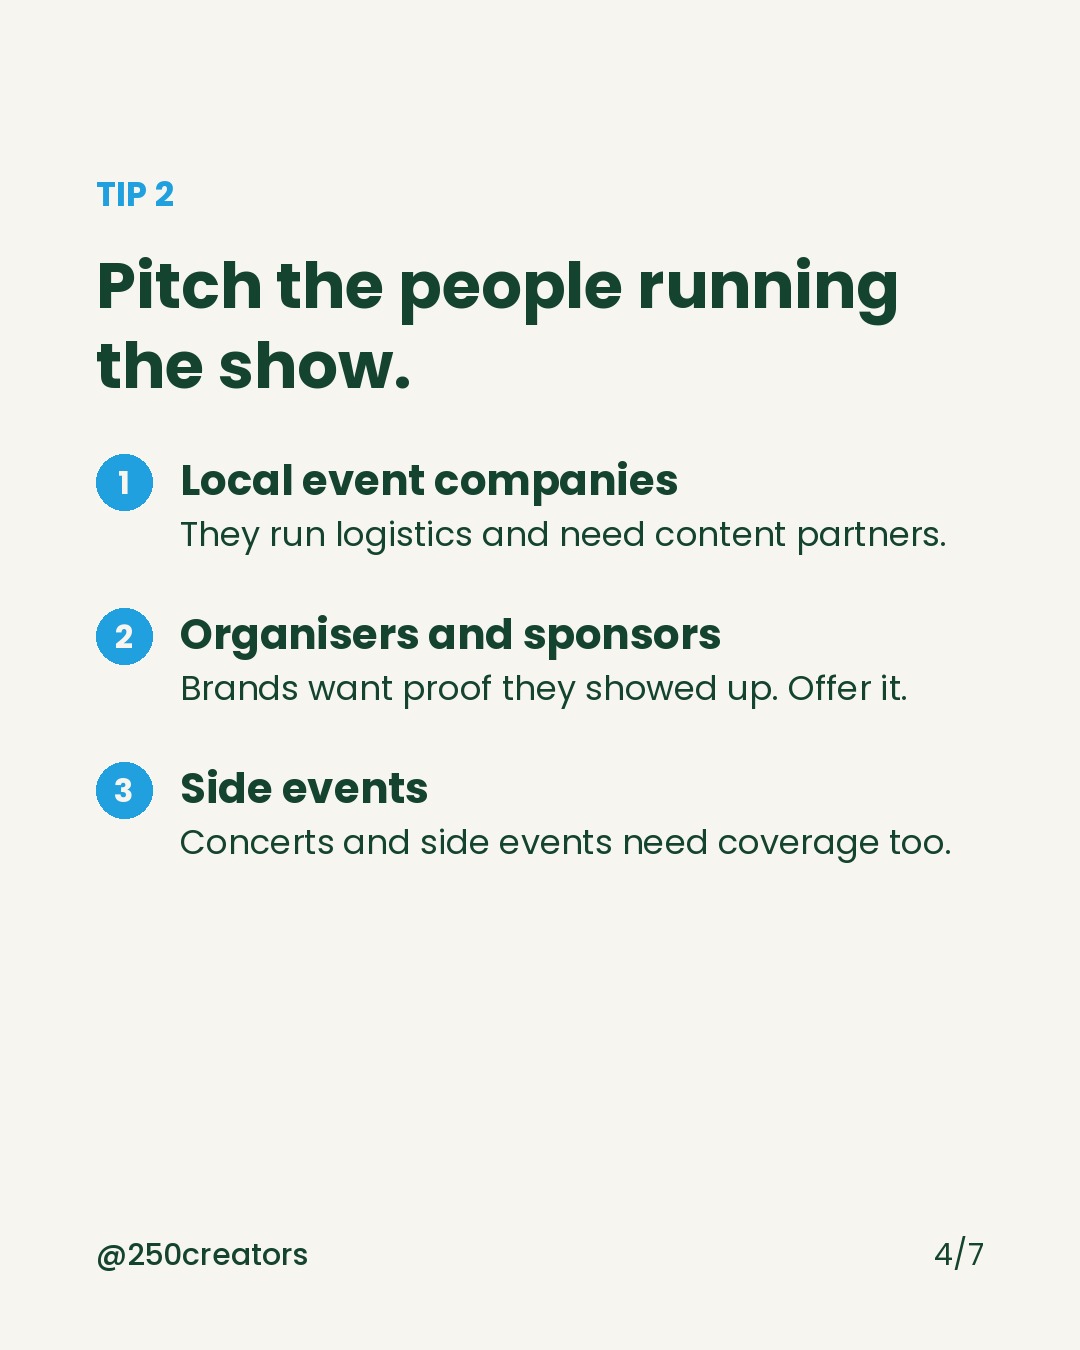 TIP 2
Pitch the people running
the show.
1 Local event companies
They run logistics and need content partners.
2 Organisers and sponsors
Brands want proof they showed up. Offer it.
3 Side events
Concerts and side events need coverage too.
@250creators 4/7